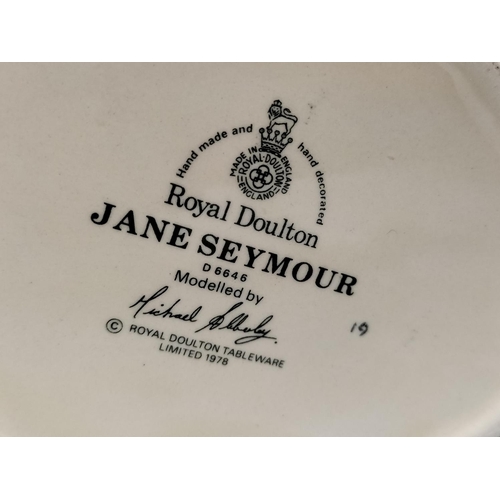 Hand made and hand decorated
MADE IN ENGLAND
ROYAL·DOULTON
ENGLAND
Royal Doulton
JANE SEYMOUR
D 6646
Modelled by
Michael Abberley
© ROYAL DOULTON TABLEWARE
LIMITED 1978
19